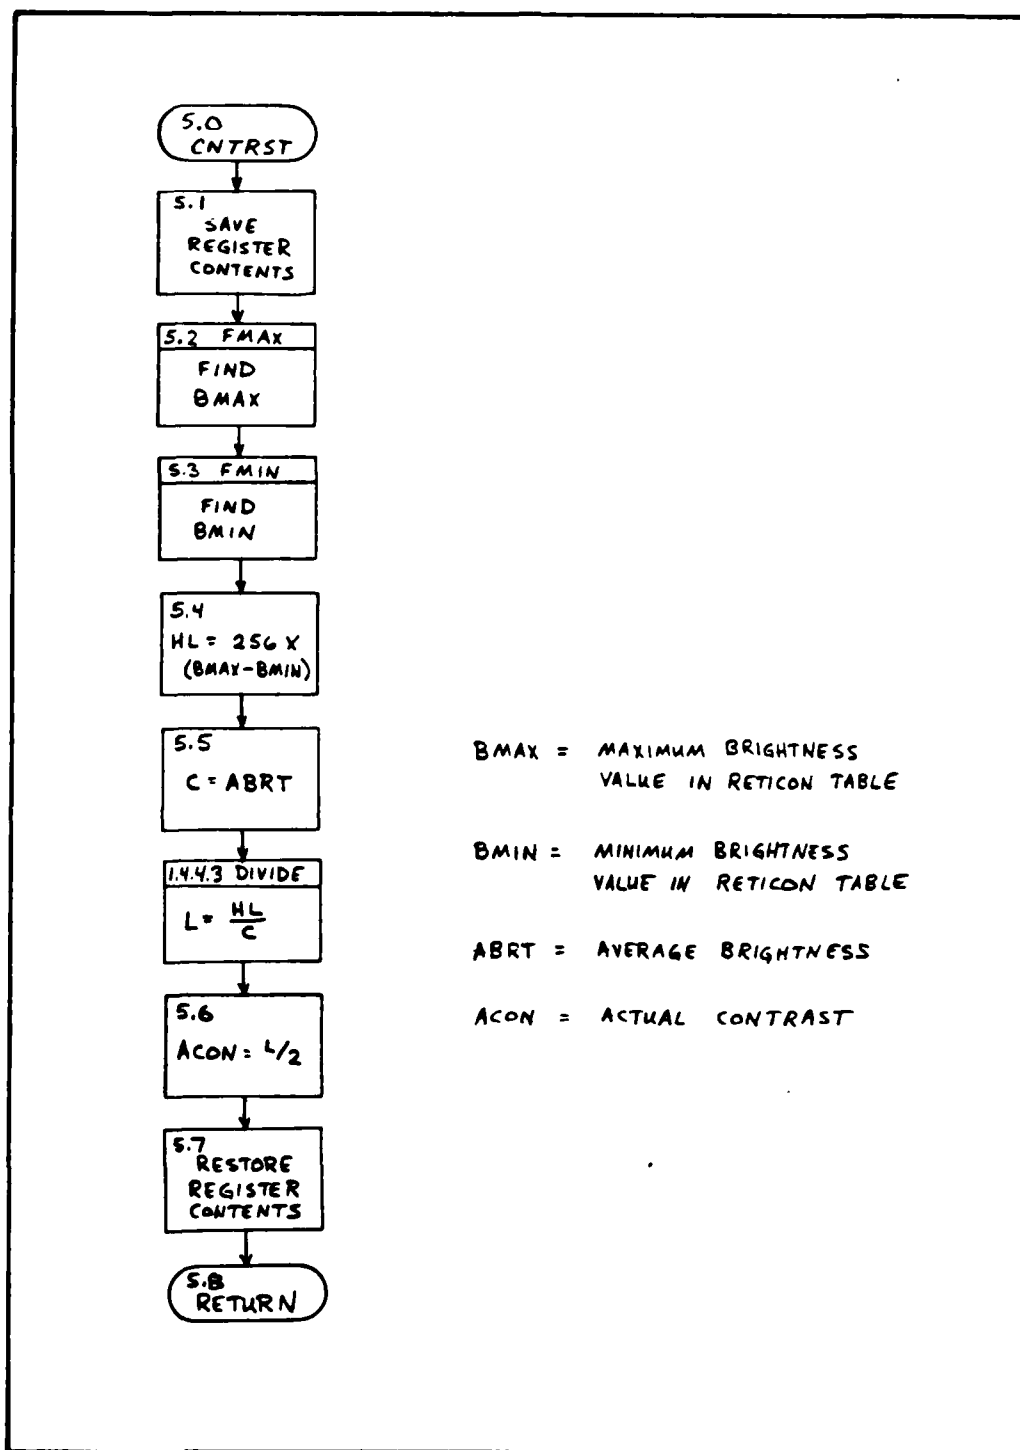 5.0
CNTRST
5.1
SAVE
REGISTER
CONTENTS
5.2 FMAX
FIND
BMAX
5.3 FMIN
FIND
BMIN
5.4
HL = 256 X
(BMAX-BMIN)
5.5
C = ABRT
1.4.4.3 DIVIDE
L = HL/C
5.6
ACON = L/2
5.7
RESTORE
REGISTER
CONTENTS
5.8
RETURN
BMAX = MAXIMUM BRIGHTNESS
VALUE IN RETICON TABLE
BMIN = MINIMUM BRIGHTNESS
VALUE IN RETICON TABLE
ABRT = AVERAGE BRIGHTNESS
ACON = ACTUAL CONTRAST